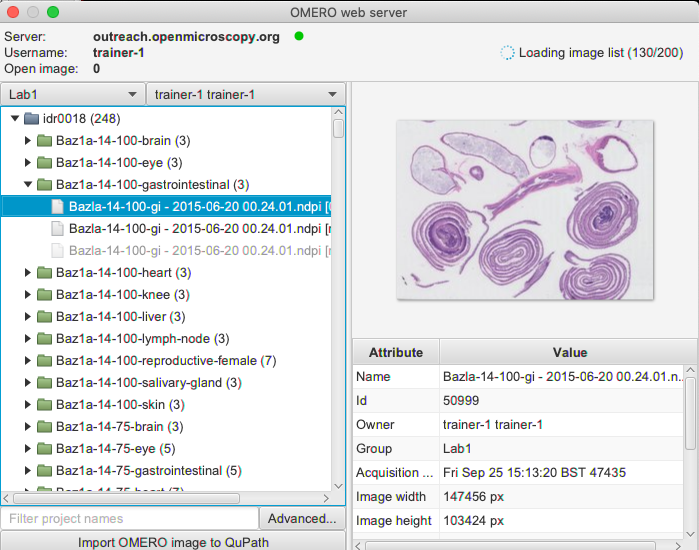 OMERO web server
Server: outreach.openmicroscopy.org
Username: trainer-1
Open image: 0
Loading image list (130/200)
Lab1
trainer-1 trainer-1
idr0018 (248)
Baz1a-14-100-brain (3)
Baz1a-14-100-eye (3)
Baz1a-14-100-gastrointestinal (3)
Bazla-14-100-gi - 2015-06-20 00.24.01.ndpi [
Bazla-14-100-gi - 2015-06-20 00.24.01.ndpi [
Bazla-14-100-gi - 2015-06-20 00.24.01.ndpi [
Baz1a-14-100-heart (3)
Baz1a-14-100-knee (3)
Baz1a-14-100-liver (3)
Baz1a-14-100-lymph-node (3)
Baz1a-14-100-reproductive-female (7)
Baz1a-14-100-salivary-gland (3)
Baz1a-14-100-skin (3)
Baz1a-14-75-brain (3)
Baz1a-14-75-eye (5)
Baz1a-14-75-gastrointestinal (5)
Baz1a-14-75-heart (7)
Filter project names
Advanced...
Import OMERO image to QuPath
Attribute Value
Name Bazla-14-100-gi - 2015-06-20 00.24.01.n..
Id 50999
Owner trainer-1 trainer-1
Group Lab1
Acquisition ... Fri Sep 25 15:13:20 BST 47435
Image width 147456 px
Image height 103424 px